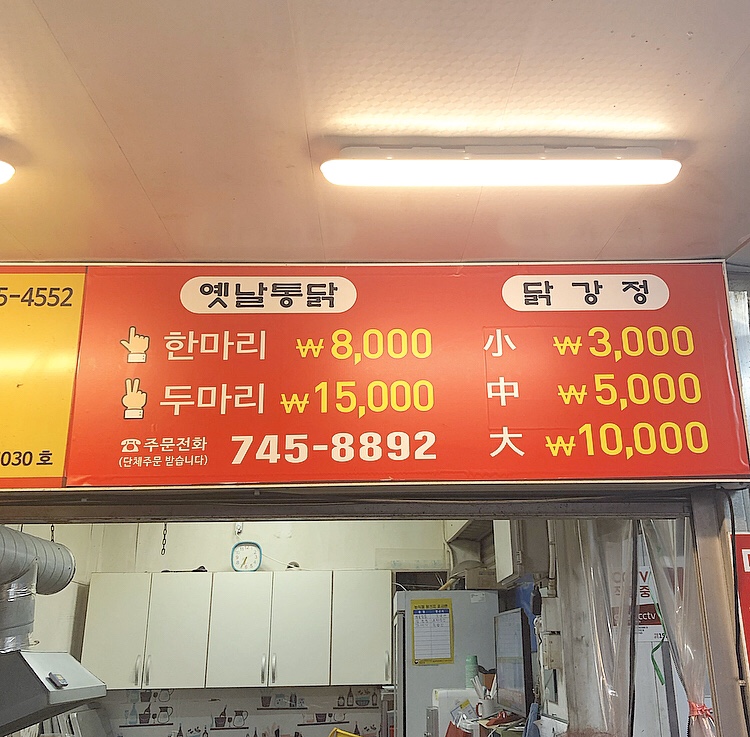 5-4552
030 호
옛날통닭
한마리 ₩8,000
두마리 ₩15,000
☎주문전화 745-8892
(단체주문 받습니다)
닭강정
小 ₩3,000
中 ₩5,000
大 ₩10,000
cctv